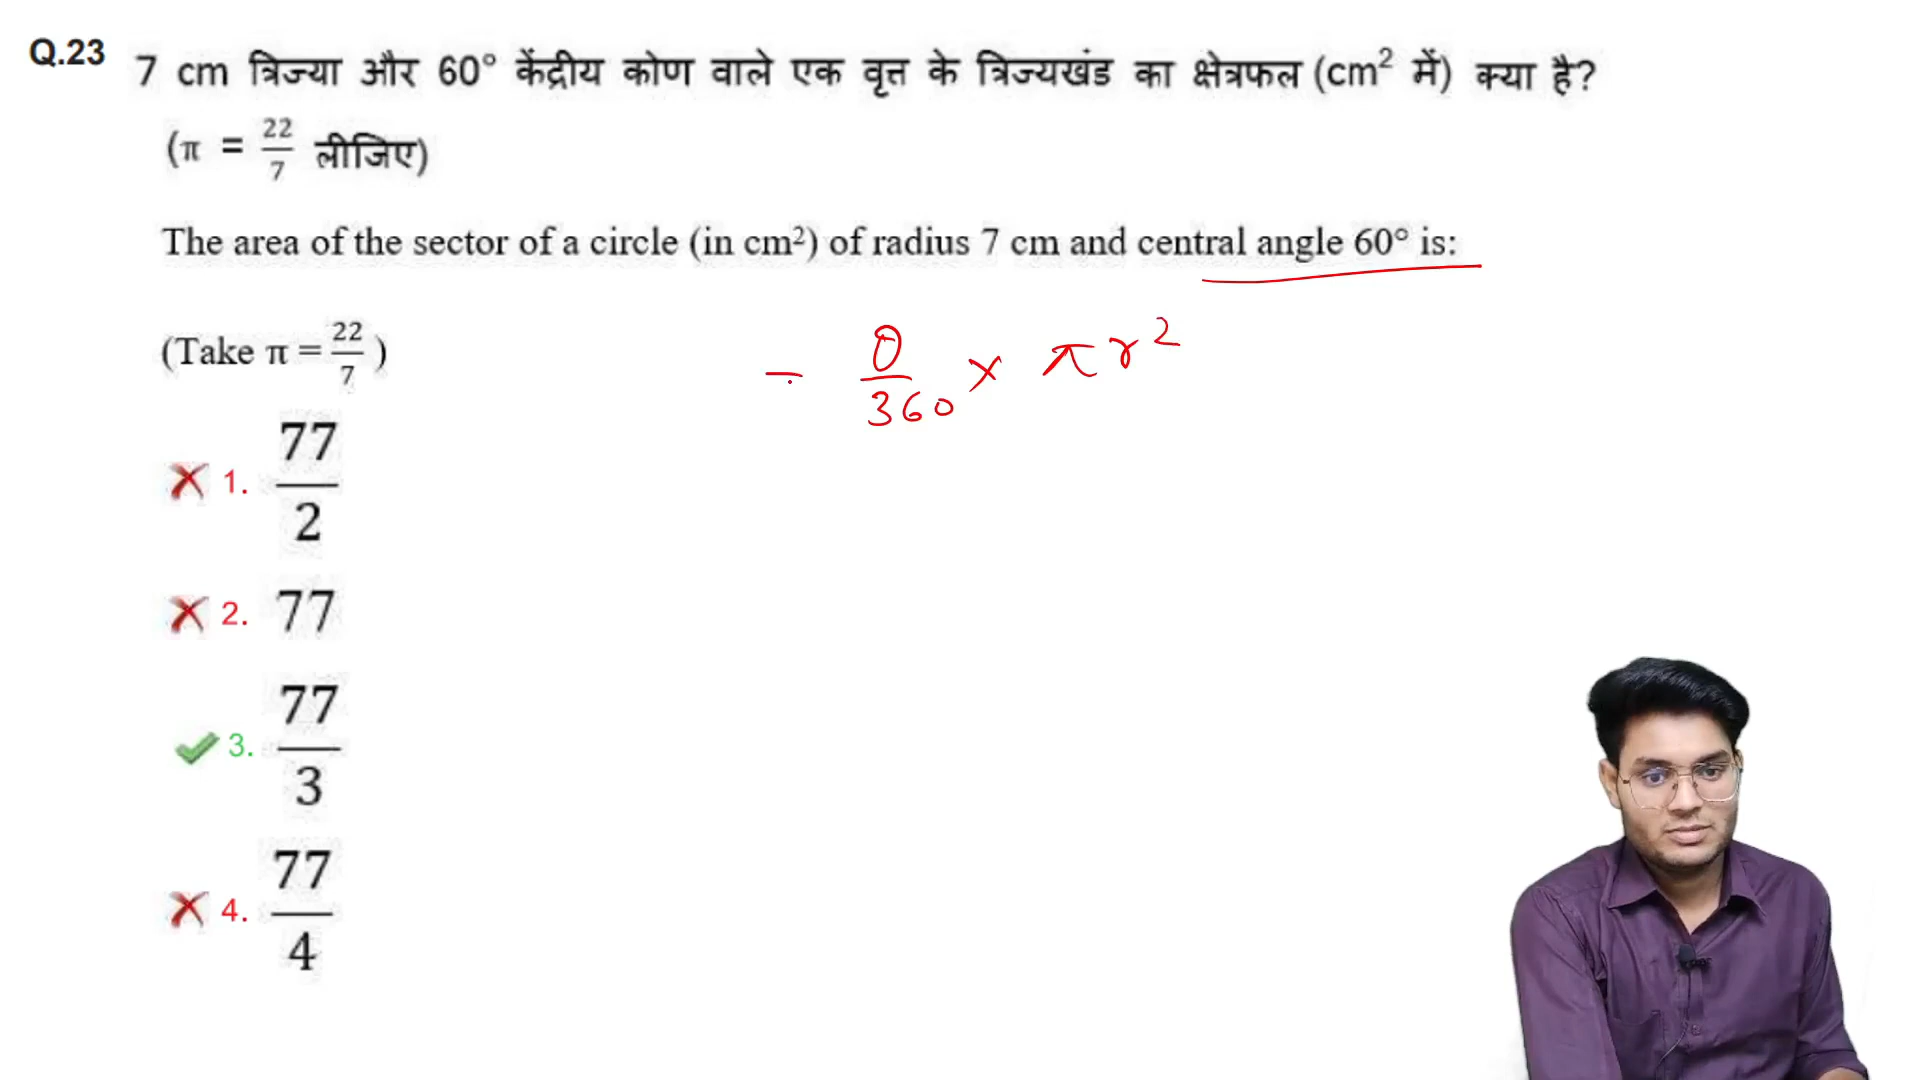 Q.23 7 cm त्रिज्या और 60° केंद्रीय कोण वाले एक वृत्त के त्रिज्यखंड का क्षेत्रफल (cm² में) क्या है?
(π = 22/7 लीजिए)
The area of the sector of a circle (in cm²) of radius 7 cm and central angle 60° is:
(Take π = 22/7 )
θ/360 × πr²
1. 77/2
2. 77
3. 77/3
4. 77/4